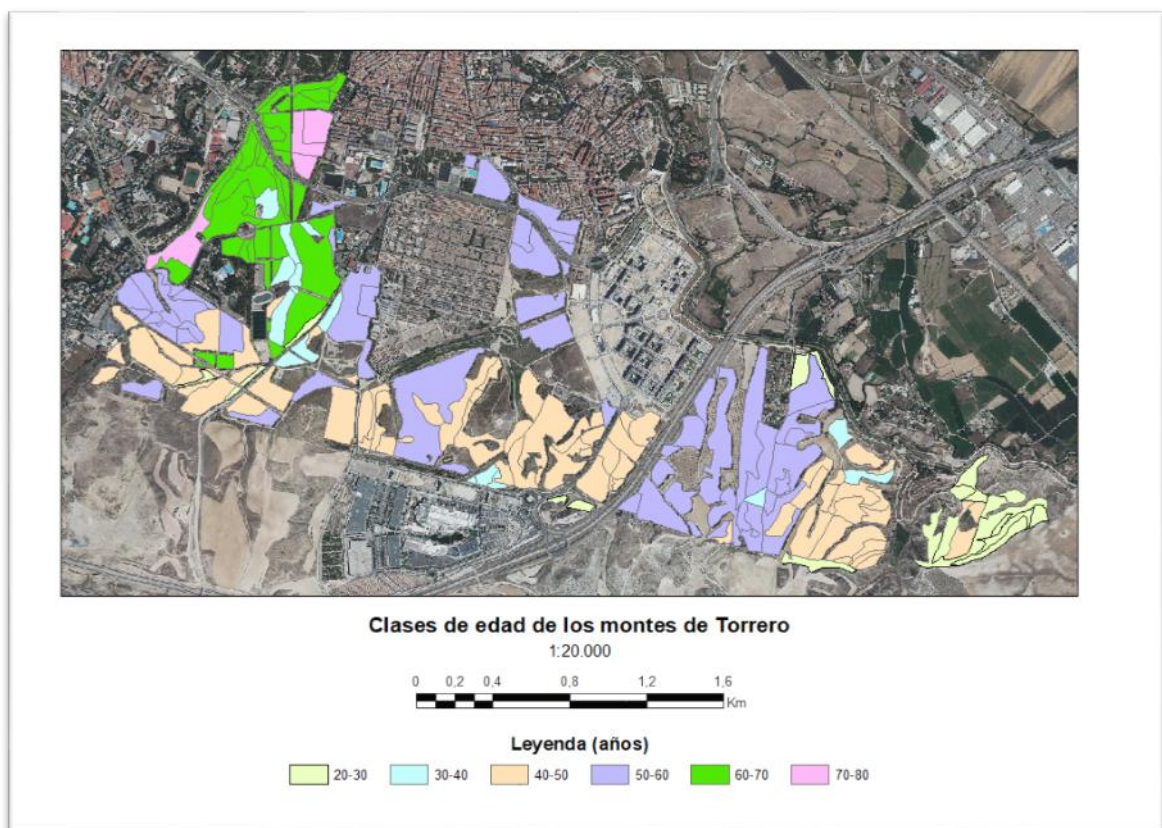 Clases de edad de los montes de Torrero
1:20.000
0 0,2 0,4 0,8 1,2 1,6
Km
Leyenda (años)
20-30 30-40 40-50 50-60 60-70 70-80